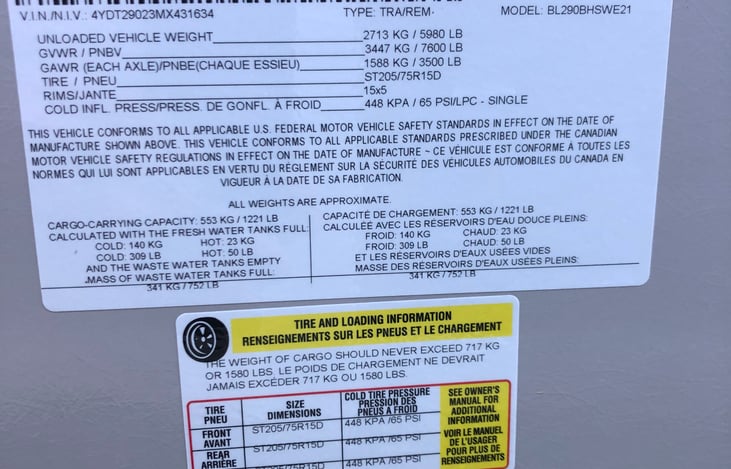 V.I.N./N.I.V.: 4YDT29023MX431634 TYPE: TRA/REM- MODEL: BL290BHSWE21
UNLOADED VEHICLE WEIGHT 2713 KG / 5980 LB
GVWR / PNBV 3447 KG / 7600 LB
GAWR (EACH AXLE)/PNBE(CHAQUE ESSIEU) 1588 KG / 3500 LB
TIRE / PNEU ST205/75R15D
RIMS/JANTE 15x5
COLD INFL. PRESS/PRESS. DE GONFL. À FROID 448 KPA / 65 PSI/LPC - SINGLE
THIS VEHICLE CONFORMS TO ALL APPLICABLE U.S. FEDERAL MOTOR VEHICLE SAFETY STANDARDS IN EFFECT ON THE DATE OF
MANUFACTURE SHOWN ABOVE. THIS VEHICLE CONFORMS TO ALL APPLICABLE STANDARDS PRESCRIBED UNDER THE CANADIAN
MOTOR VEHICLE SAFETY REGULATIONS IN EFFECT ON THE DATE OF MANUFACTURE ~ CE VÉHICULE EST CONFORME À TOUTES LES
NORMES QUI LUI SONT APPLICABLES EN VERTU DU RÈGLEMENT SUR LA SÉCURITÉ DES VÉHICULES AUTOMOBILES DU CANADA EN
VIGUEUR À LA DATE DE SA FABRICATION.
ALL WEIGHTS ARE APPROXIMATE.
CARGO-CARRYING CAPACITY: 553 KG / 1221 LB
CALCULATED WITH THE FRESH WATER TANKS FULL:
COLD: 140 KG HOT: 23 KG
COLD: 309 LB HOT: 50 LB
AND THE WASTE WATER TANKS EMPTY
MASS OF WASTE WATER TANKS FULL:
341 KG / 752 LB
CAPACITÉ DE CHARGEMENT: 553 KG / 1221 LB
CALCULÉE AVEC LES RÉSERVOIRS D'EAU DOUCE PLEINS:
FROID: 140 KG CHAUD: 23 KG
FROID: 309 LB CHAUD: 50 LB
ET LES RÉSERVOIRS D'EAUX USÉES VIDES
MASSE DES RÉSERVOIRS D'EAUX USÉES PLEINS:
341 KG / 752 LB
TIRE AND LOADING INFORMATION
RENSEIGNEMENTS SUR LES PNEUS ET LE CHARGEMENT
THE WEIGHT OF CARGO SHOULD NEVER EXCEED 717 KG
OR 1580 LBS. LE POIDS DE CHARGEMENT NE DEVRAIT
JAMAIS EXCÉDER 717 KG OU 1580 LBS.
TIRE
PNEU
SIZE
DIMENSIONS
COLD TIRE PRESSURE
PRESSION DES
PNEUS A FROID
FRONT
AVANT
ST205/75R15D
448 KPA /65 PSI
REAR
ARRIÈRE
ST205/75R15D
448 KPA /65 PSI
ST205/75R15D
448 KPA /65 PSI
SEE OWNER'S
MANUAL FOR
ADDITIONAL
INFORMATION
VOIR LE MANUEL
DE L'USAGER
POUR PLUS DE
RENSEIGNEMENTS